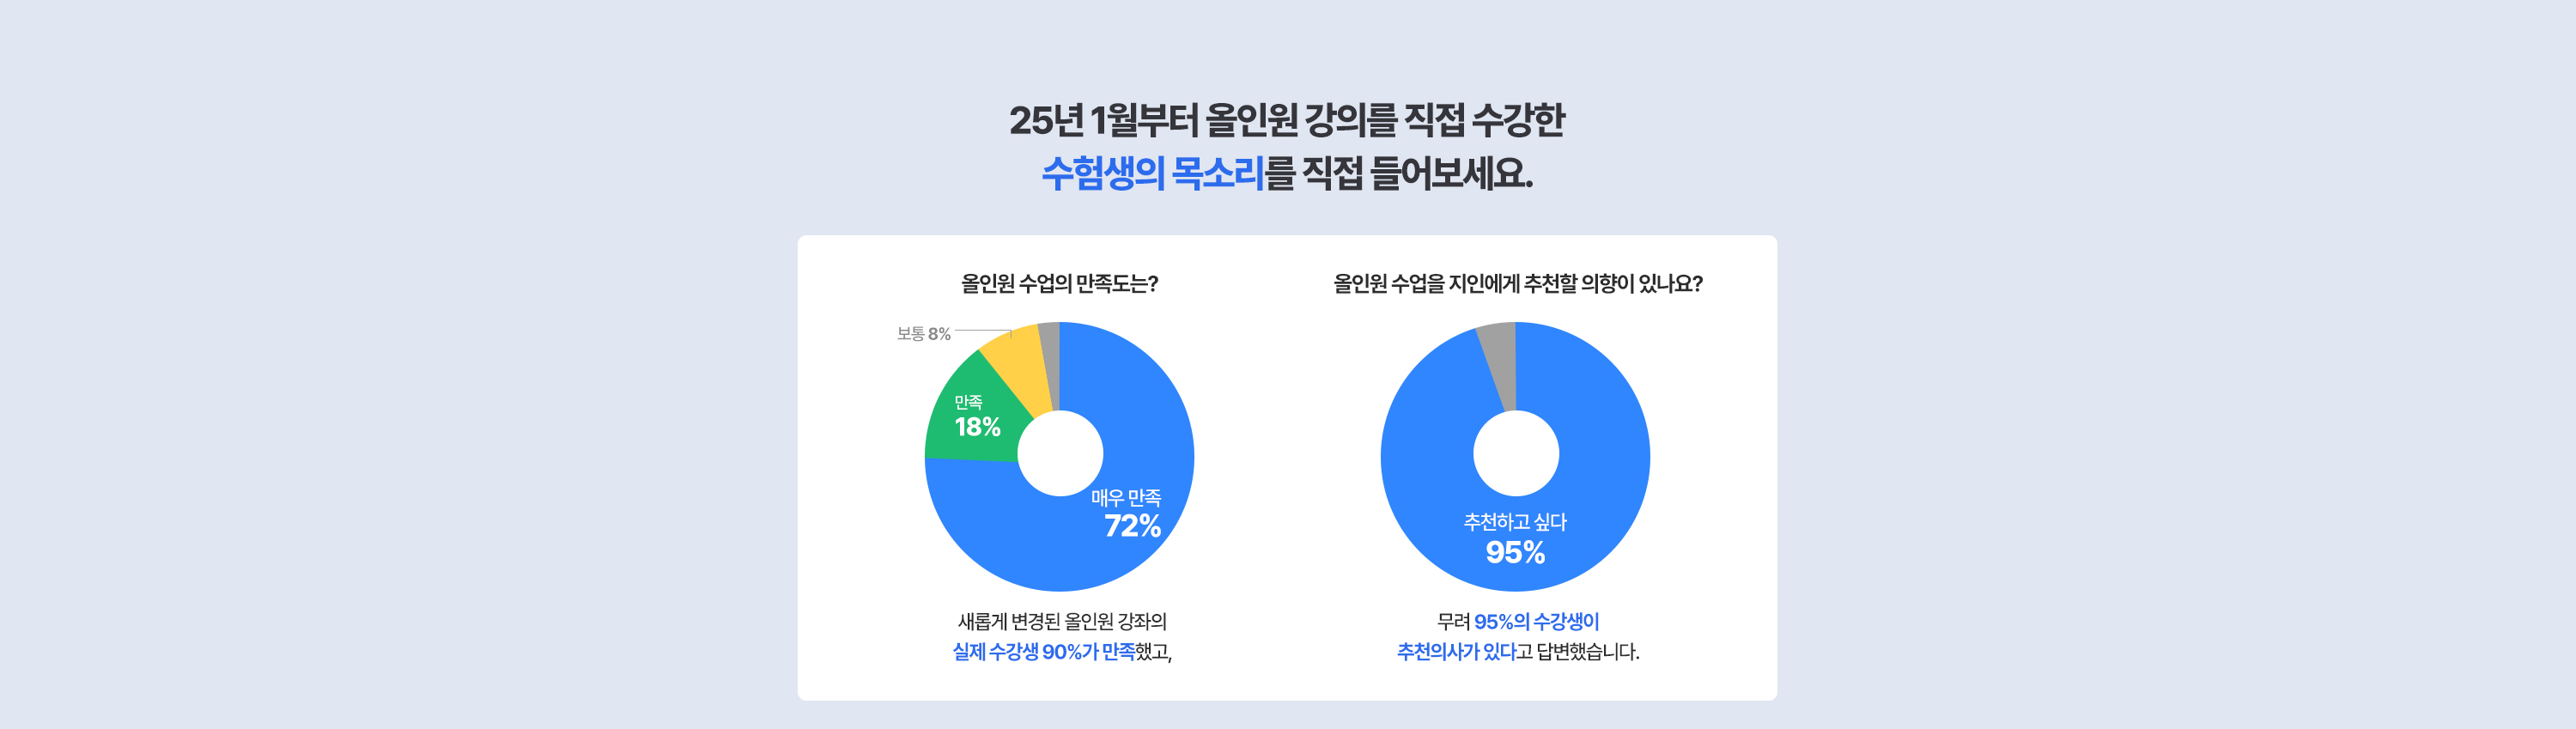 25년 1월부터 올인원 강의를 직접 수강한
수험생의 목소리를 직접 들어보세요.
올인원 수업의 만족도는?
보통 8%
만족
18%
매우 만족
72%
새롭게 변경된 올인원 강좌의
실제 수강생 90%가 만족했고,
올인원 수업을 지인에게 추천할 의향이 있나요?
추천하고 싶다
95%
무려 95%의 수강생이
추천의사가 있다고 답변했습니다.